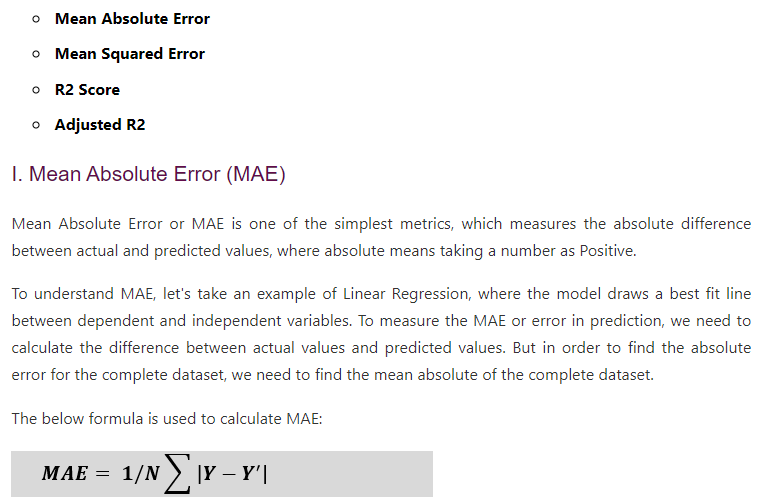 Mean Absolute Error
Mean Squared Error
R2 Score
Adjusted R2
I. Mean Absolute Error (MAE)
Mean Absolute Error or MAE is one of the simplest metrics, which measures the absolute difference
between actual and predicted values, where absolute means taking a number as Positive.
To understand MAE, let's take an example of Linear Regression, where the model draws a best fit line
between dependent and independent variables. To measure the MAE or error in prediction, we need to
calculate the difference between actual values and predicted values. But in order to find the absolute
error for the complete dataset, we need to find the mean absolute of the complete dataset.
The below formula is used to calculate MAE:
MAE = 1/N ∑ |Y – Y′|